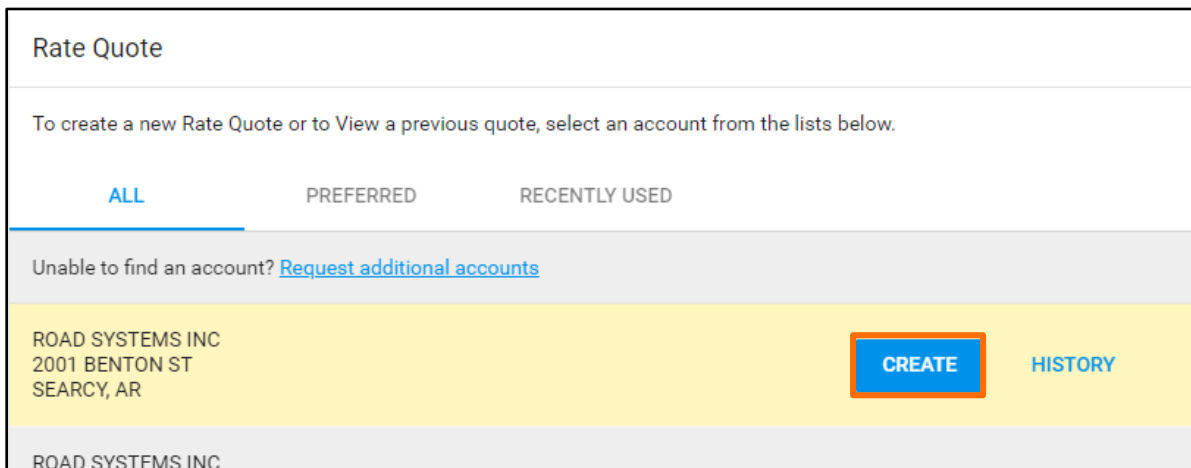 Rate Quote
To create a new Rate Quote or to View a previous quote, select an account from the lists below.
ALL PREFERRED RECENTLY USED
Unable to find an account? Request additional accounts
ROAD SYSTEMS INC
2001 BENTON ST
SEARCY, AR
CREATE HISTORY
ROAD SYSTEMS INC